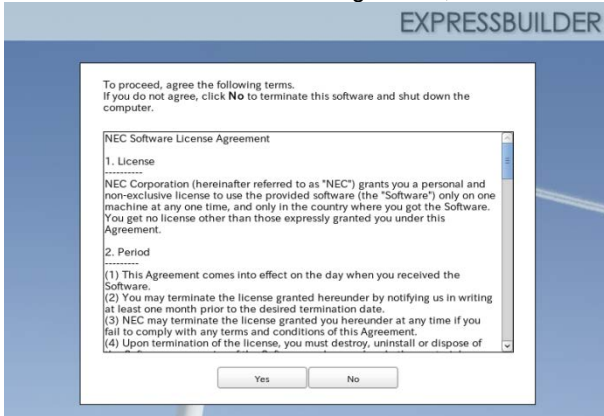 EXPRESSBUILDER
To proceed, agree the following terms.
If you do not agree, click No to terminate this software and shut down the
computer.
NEC Software License Agreement
1. License
----------
NEC Corporation (hereinafter referred to as "NEC") grants you a personal and
non-exclusive license to use the provided software (the "Software") only on one
machine at any one time, and only in the country where you got the Software.
You get no license other than those expressly granted you under this
Agreement.
2. Period
---------
(1) This Agreement comes into effect on the day when you received the
Software.
(2) You may terminate the license granted hereunder by notifying us in writing
at least one month prior to the desired termination date.
(3) NEC may terminate the license granted you hereunder at any time if you
fail to comply with any terms and conditions of this Agreement.
(4) Upon termination of the license, you must destroy, uninstall or dispose of
Yes No